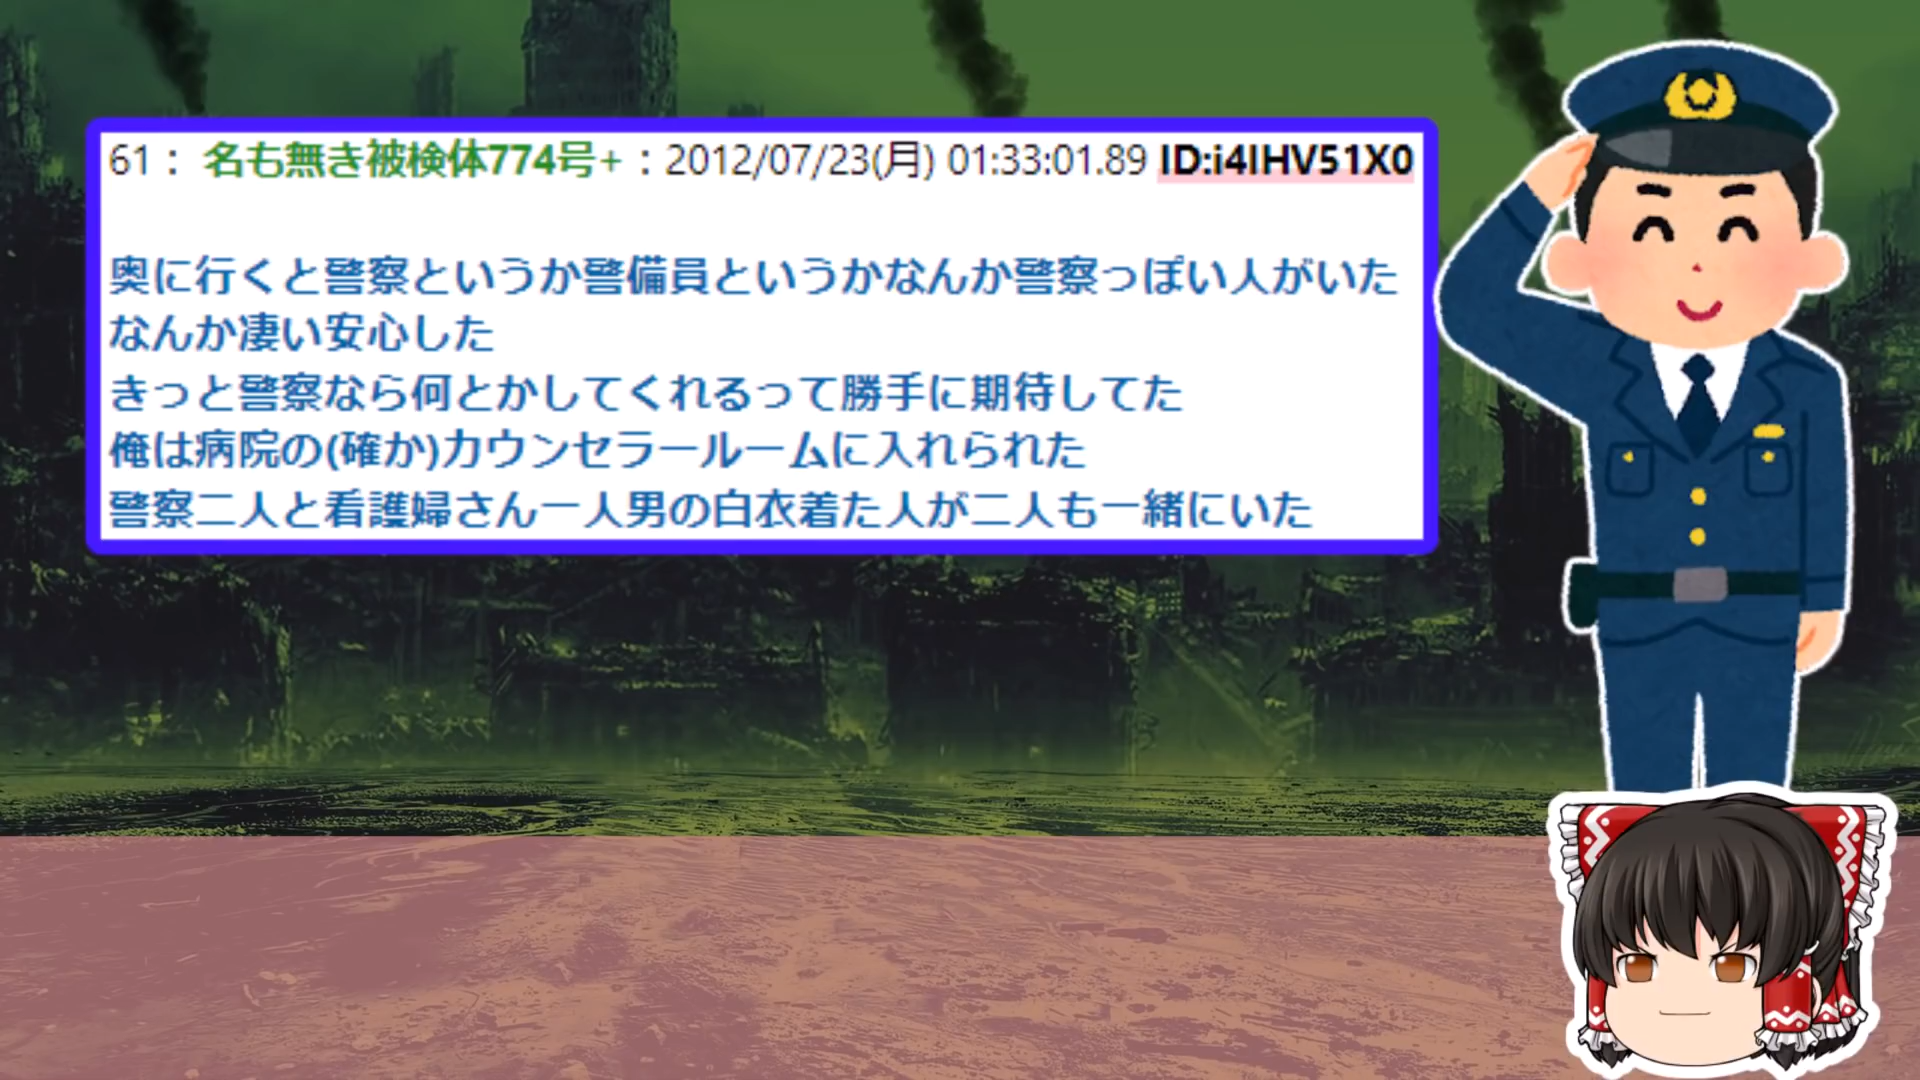 61： 名も無き被検体774号+：2012/07/23(月) 01:33:01.89 ID:i4IHV51X0
奥に行くと警察というか警備員というかなんか警察っぽい人がいた
なんか凄い安心した
きっと警察なら何とかしてくれるって勝手に期待してた
俺は病院の(確か)カウンセラールームに入れられた
警察二人と看護婦さん一人男の白衣着た人が二人も一緒にいた